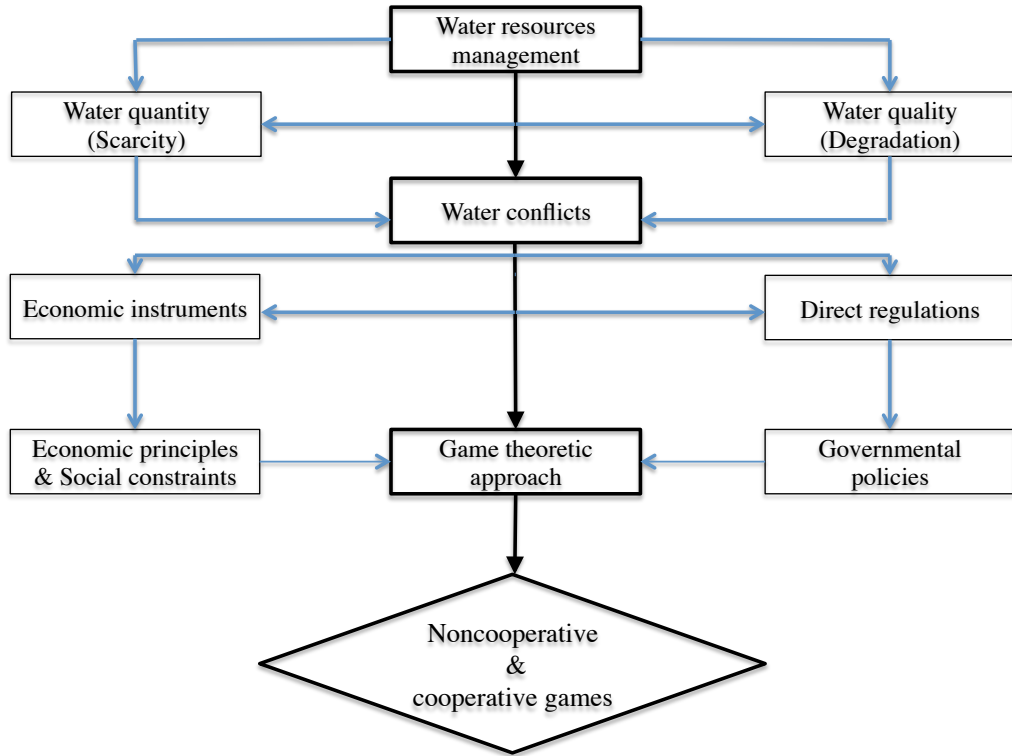 Water resources
management
Water quantity
(Scarcity)
Water quality
(Degradation)
Water conflicts
Economic instruments
Direct regulations
Economic principles
& Social constraints
Game theoretic
approach
Governmental
policies
Noncooperative
&
cooperative games